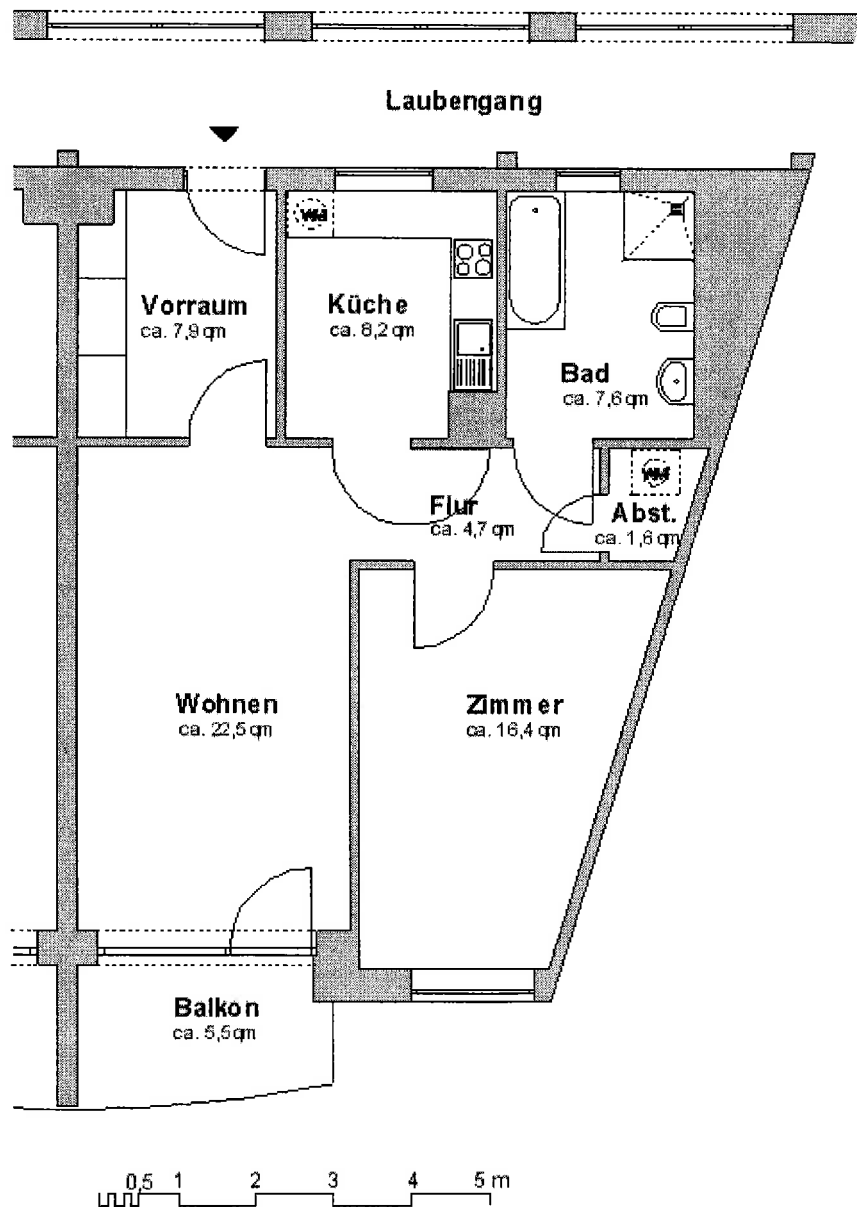 Laubengang
WM
Vorraum
ca. 7,9 qm
Küche
ca. 8,2 qm
Bad
ca. 7,6 qm
Flur
ca. 4,7 qm
WM
Abst.
ca. 1,6 qm
Wohnen
ca. 22,5 qm
Zimmer
ca. 16,4 qm
Balkon
ca. 5,5 qm
0,5 1 2 3 4 5 m